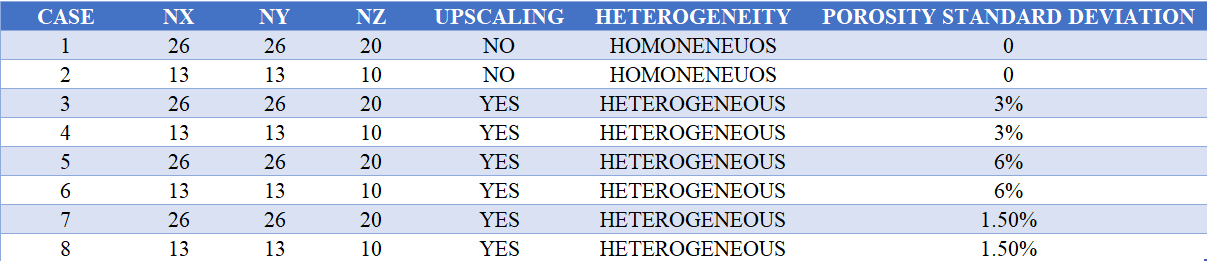 CASE NX NY NZ UPSCALING HETEROGENEITY POROSITY STANDARD DEVIATION
1 26 26 20 NO HOMONENEUOS 0
2 13 13 10 NO HOMONENEUOS 0
3 26 26 20 YES HETEROGENEOUS 3%
4 13 13 10 YES HETEROGENEOUS 3%
5 26 26 20 YES HETEROGENEOUS 6%
6 13 13 10 YES HETEROGENEOUS 6%
7 26 26 20 YES HETEROGENEOUS 1.50%
8 13 13 10 YES HETEROGENEOUS 1.50%